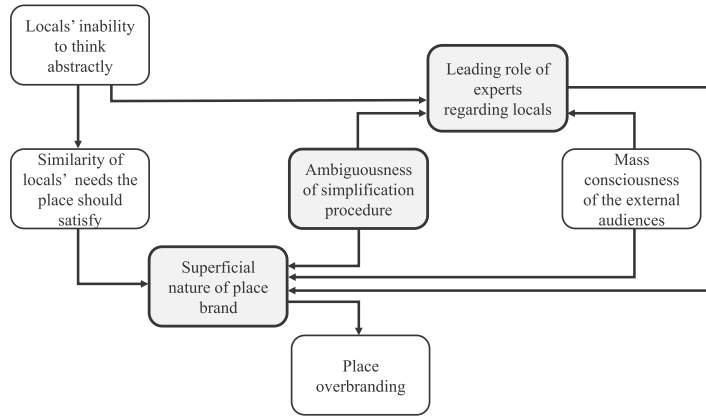 Locals’ inability
to think
abstractly
Leading role of
experts
regarding locals
Similarity of
locals’ needs the
place should
satisfy
Ambiguousness
of simplification
procedure
Mass
consciousness
of the external
audiences
Superficial
nature of place
brand
Place
overbranding